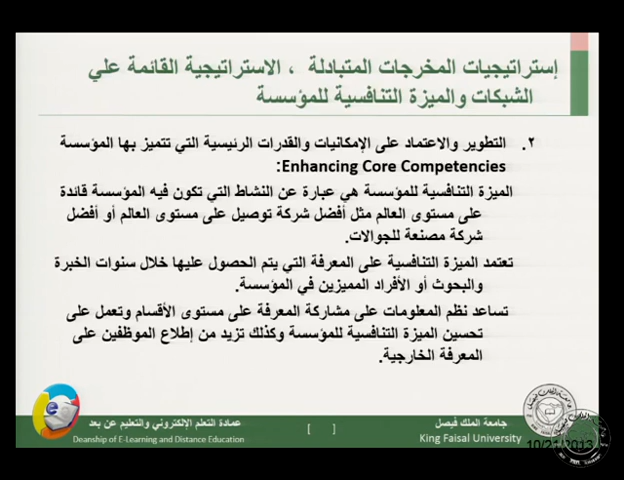 إستراتيجيات المخرجات المتبادلة ، الاستراتيجية القائمة علي
الشبكات والميزة التنافسية للمؤسسة
٢. التطوير والاعتماد على الإمكانيات والقدرات الرئيسية التي تتميز بها المؤسسة
Enhancing Core Competencies:
الميزة التنافسية للمؤسسة هي عبارة عن النشاط التي تكون فيه المؤسسة قائدة
على مستوى العالم مثل أفضل شركة توصيل على مستوى العالم أو أفضل
شركة مصنعة للجوالات.
تعتمد الميزة التنافسية على المعرفة التي يتم الحصول عليها خلال سنوات الخبرة
والبحوث أو الأفراد المميزين في المؤسسة.
تساعد نظم المعلومات على مشاركة المعرفة على مستوى الأقسام وتعمل على
تحسين الميزة التنافسية للمؤسسة وكذلك تزيد من إطلاع الموظفين على
المعرفة الخارجية.
جامعة الملك فيصل
King Faisal University
[ ]
عمادة التعلم الإلكتروني والتعليم عن بعد
Deanship of E-Learning and Distance Education
10/21/2013